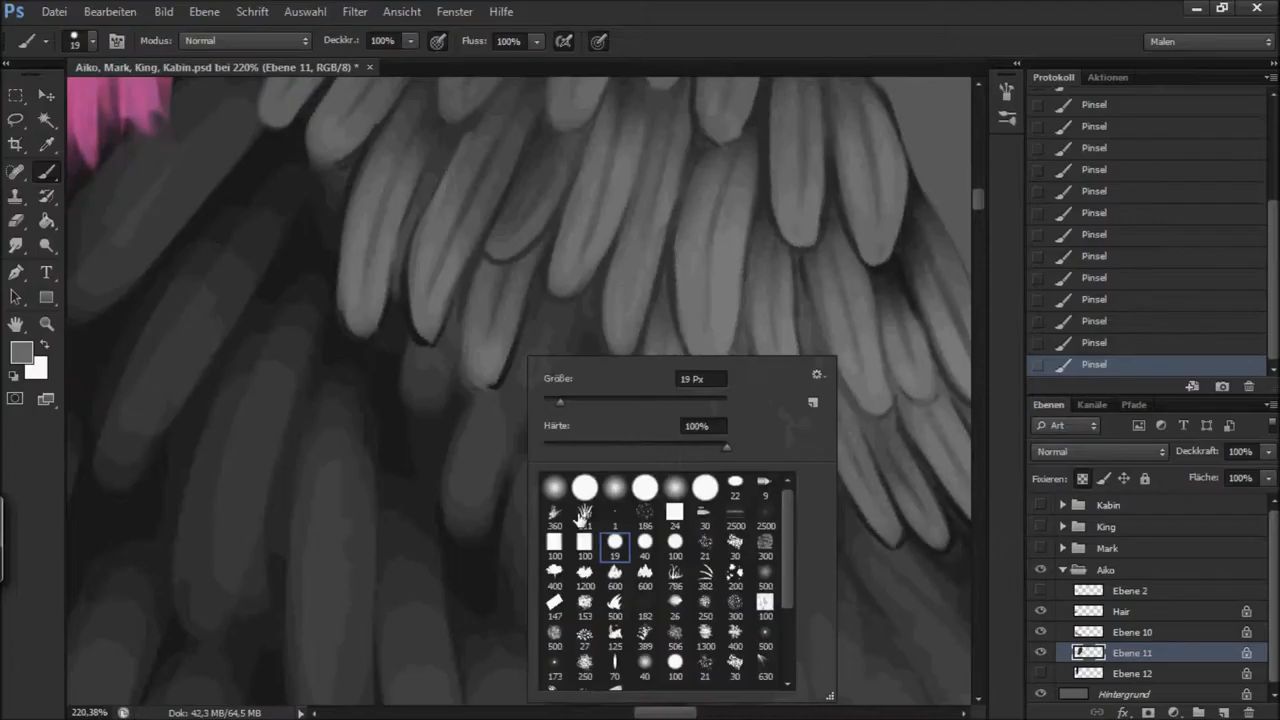 Ps Datei Bearbeiten Bild Ebene Schrift Auswahl Filter Ansicht Fenster Hilfe
19 Modus: Normal Deckkr.: 100% Fluss: 100% Malen
Aiko, Mark, King, Kabin.psd bei 220% (Ebene 11, RGB/8) * ×
Protokoll Aktionen
Pinsel
Pinsel
Pinsel
Pinsel
Pinsel
Pinsel
Pinsel
Pinsel
Pinsel
Pinsel
Pinsel
Pinsel
Pinsel
Größe: 19 Px
Härte: 100%
22 9
360 1 186 24 30 2500 2500
100 100 19 40 100 21 30 300
400 1200 600 600 786 382 200 500
147 153 500 182 26 250 300 100
500 27 125 389 506 1300 400 500
173 250 50 40 100 21 30 630
Ebenen Kanäle Pfade
Art
Normal Deckkraft: 100%
Fixieren: Fläche: 100%
Kabin
King
Mark
Aiko
Ebene 2
Hair
Ebene 10
Ebene 11
Ebene 12
Hintergrund
220,38% Dok: 42,3 MB/64,5 MB